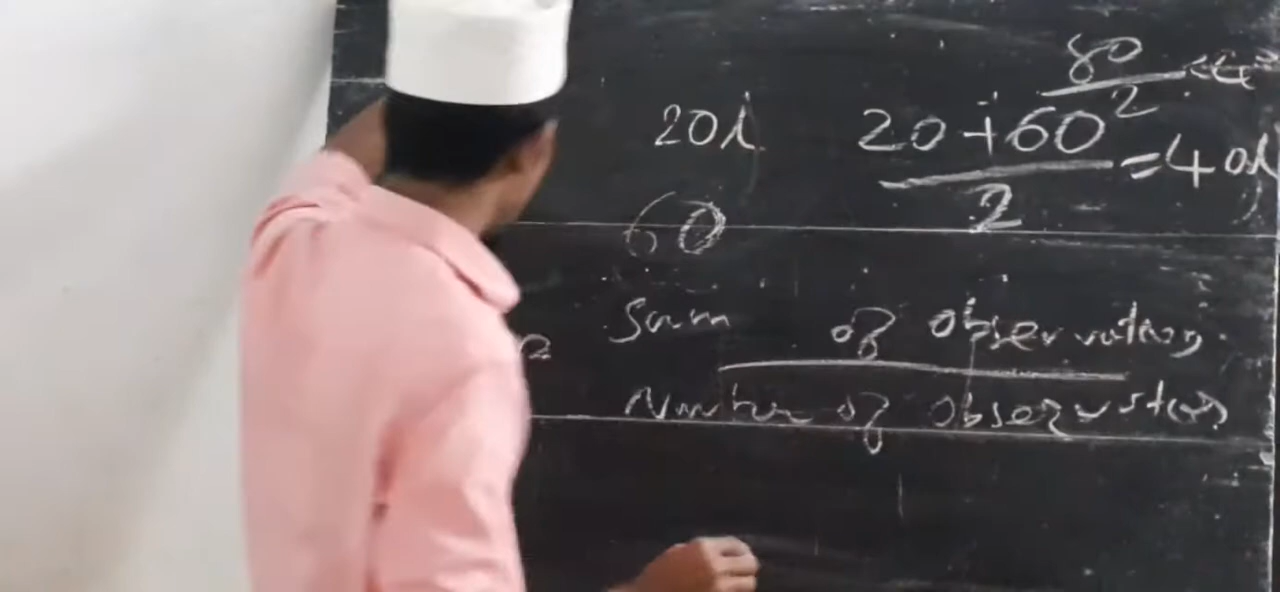 80
2
20l
20+60
2
=40l
60
Sum of observations.
Number of observations